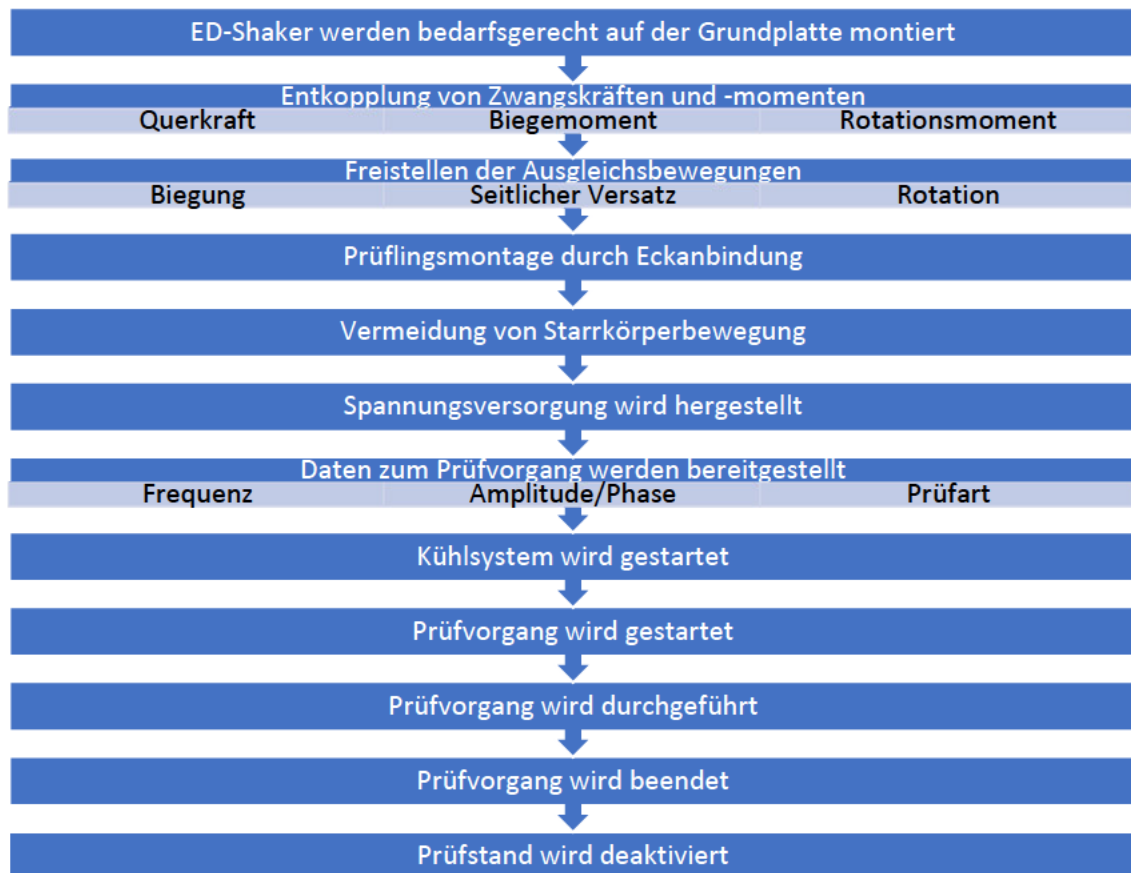 ED-Shaker werden bedarfsgerecht auf der Grundplatte montiert
Entkopplung von Zwangskräften und -momenten
Querkraft Biegemoment Rotationsmoment
Freistellen der Ausgleichsbewegungen
Biegung Seitlicher Versatz Rotation
Prüflingsmontage durch Eckanbindung
Vermeidung von Starrkörperbewegung
Spannungsversorgung wird hergestellt
Daten zum Prüfvorgang werden bereitgestellt
Frequenz Amplitude/Phase Prüfart
Kühlsystem wird gestartet
Prüfvorgang wird gestartet
Prüfvorgang wird durchgeführt
Prüfvorgang wird beendet
Prüfstand wird deaktiviert